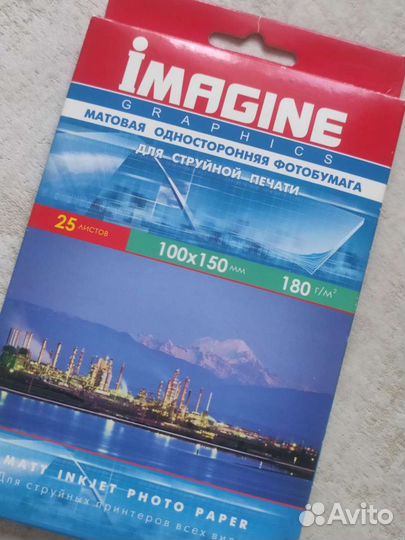 iMAGINE
GRAPHICS
МАТОВАЯ ОДНОСТОРОННЯЯ ФОТОБУМАГА
ДЛЯ СТРУЙНОЙ ПЕЧАТИ
25 ЛИСТОВ
100x150 мм
180 г/м²
MATT INKJET PHOTO PAPER
Для струйных принтеров всех
Avito